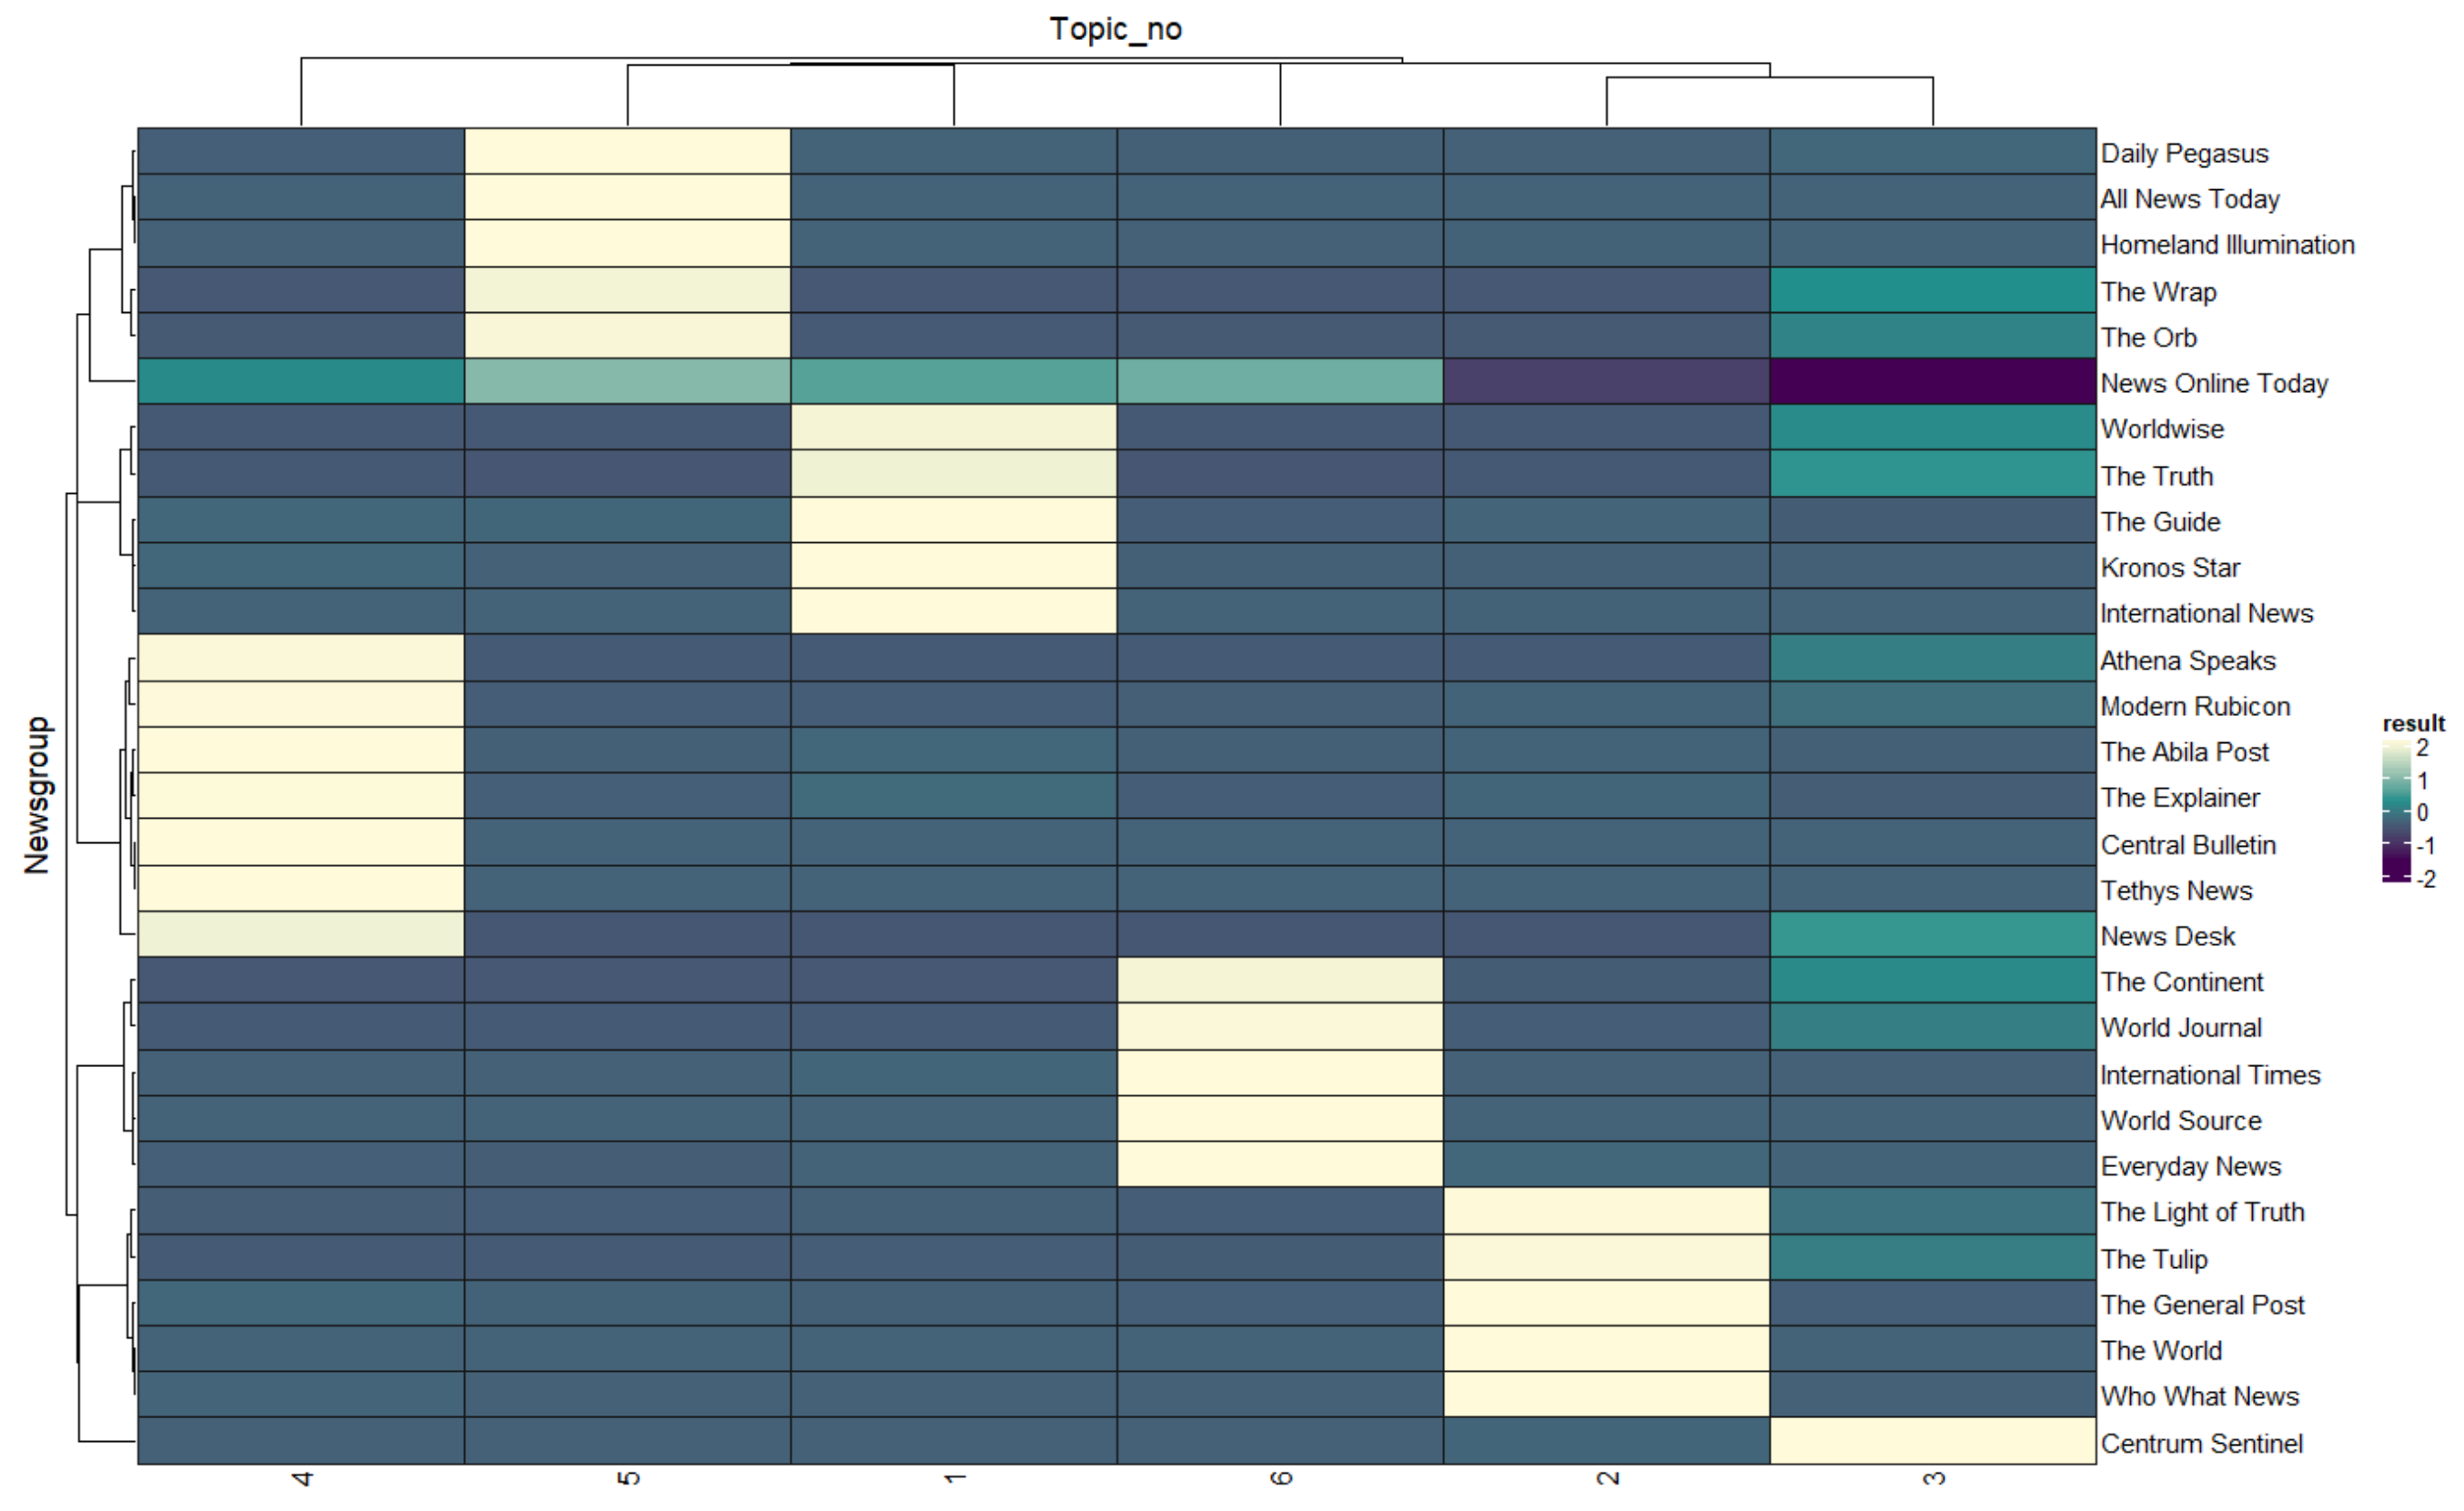 Topic_no
Daily Pegasus
All News Today
Homeland Illumination
The Wrap
The Orb
News Online Today
Worldwise
The Truth
The Guide
Kronos Star
International News
Athena Speaks
Modern Rubicon
The Abila Post
The Explainer
Central Bulletin
Tethys News
News Desk
The Continent
World Journal
International Times
World Source
Everyday News
The Light of Truth
The Tulip
The General Post
The World
Who What News
Centrum Sentinel
Newsgroup
4 5 1 6 2 3
result
2
1
0
-1
-2